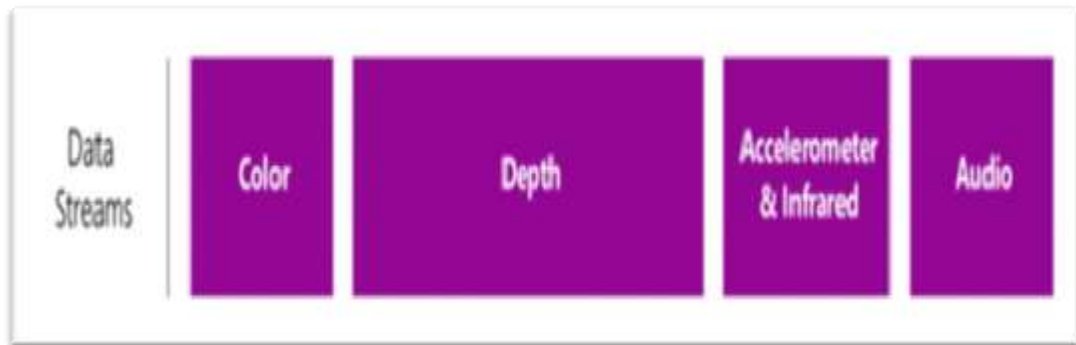 Data
Streams
Color
Depth
Accelerometer
& Infrared
Audio